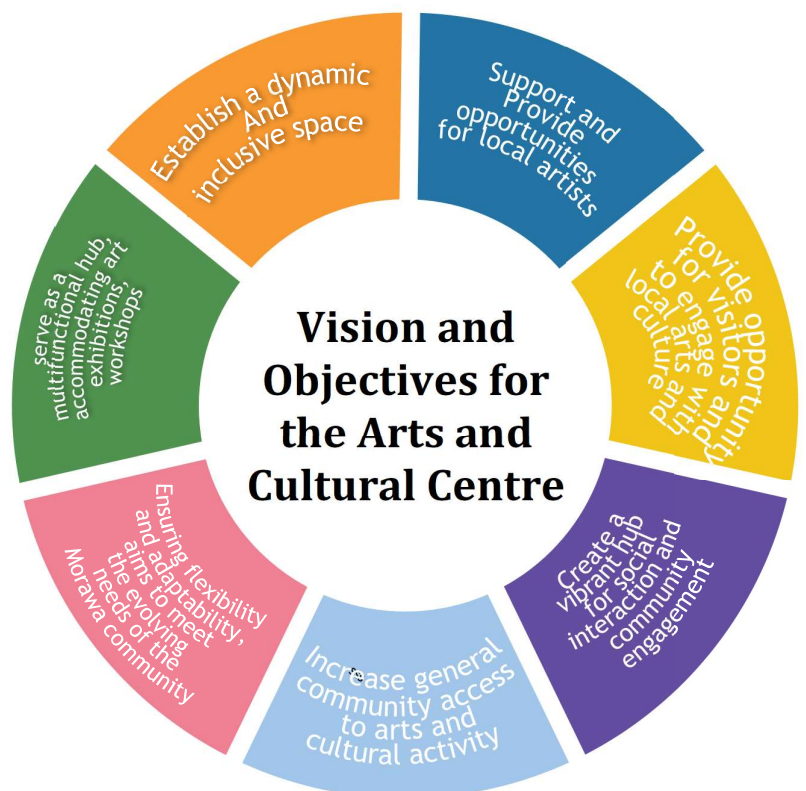 Vision and
Objectives for
the Arts and
Cultural Centre
Support and
Provide
opportunities
for local artists
Provide opportunity
for visitors and
to engage with
local arts and
culture
Create a
vibrant hub
for social
interaction and
community
engagement
Increase general
community access
to arts and
cultural activity
Ensuring flexibility
and adaptability,
aims to meet
the evolving
needs of the
Morawa community
serve as a
multifunctional hub,
accommodating art
exhibitions,
workshops
Establish a dynamic
And
inclusive space